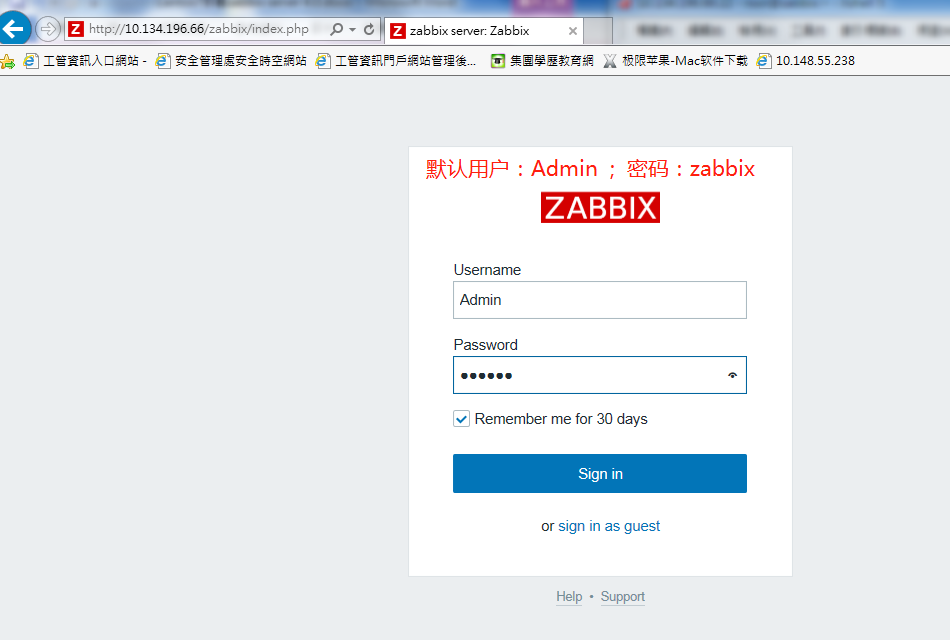 http://10.134.196.66/zabbix/index.php
zabbix server: Zabbix
工管資訊入口網站 -
安全管理處安全時空網站
工管資訊門戶網站管理後...
集團學歷教育網
极限苹果-Mac软件下载
10.148.55.238
默认用户：Admin ；密码：zabbix
ZABBIX
Username
Admin
Password
●●●●●●
Remember me for 30 days
Sign in
or sign in as guest
Help • Support